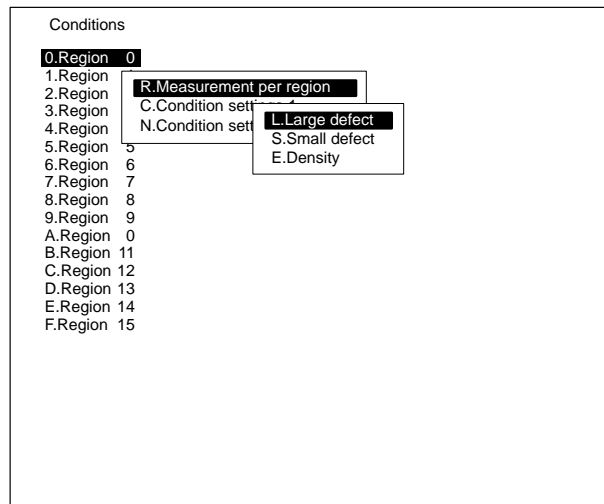 Conditions
0.Region 0
1.Region
2.Region
3.Region
4.Region
5.Region 5
6.Region 6
7.Region 7
8.Region 8
9.Region 9
A.Region 0
B.Region 11
C.Region 12
D.Region 13
E.Region 14
F.Region 15
R.Measurement per region
C.Condition
N.Condition
L.Large defect
S.Small defect
E.Density